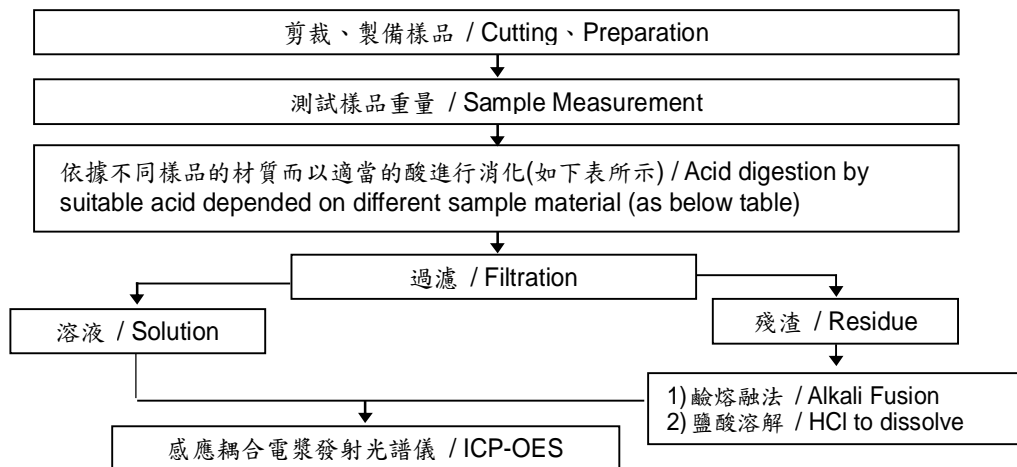 剪裁、製備樣品 / Cutting、Preparation
測試樣品重量 / Sample Measurement
依據不同樣品的材質而以適當的酸進行消化(如下表所示) / Acid digestion by
suitable acid depended on different sample material (as below table)
過濾 / Filtration
溶液 / Solution
殘渣 / Residue
1) 鹼熔融法 / Alkali Fusion
2) 鹽酸溶解 / HCl to dissolve
感應耦合電漿發射光譜儀 / ICP-OES